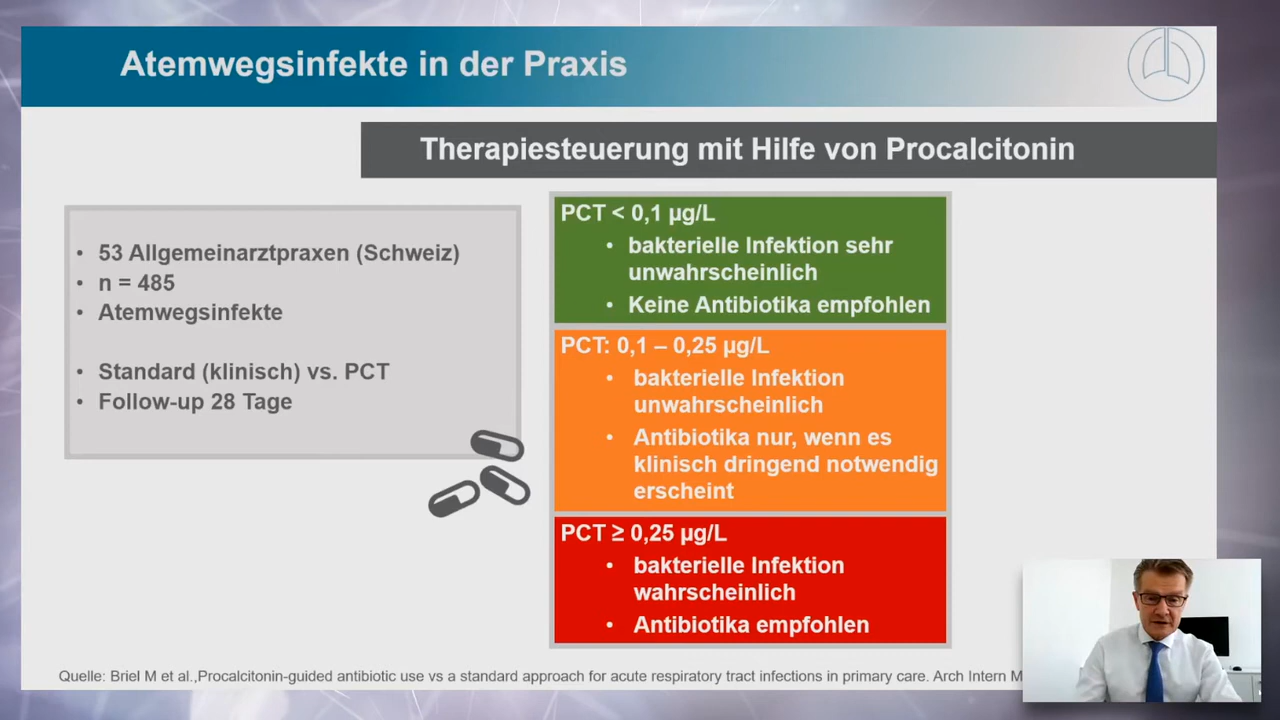 Atemwegsinfekte in der Praxis
Therapiesteuerung mit Hilfe von Procalcitonin
• 53 Allgemeinarztpraxen (Schweiz)
• n = 485
• Atemwegsinfekte
• Standard (klinisch) vs. PCT
• Follow-up 28 Tage
PCT < 0,1 µg/L
• bakterielle Infektion sehr
unwahrscheinlich
• Keine Antibiotika empfohlen
PCT: 0,1 – 0,25 µg/L
• bakterielle Infektion
unwahrscheinlich
• Antibiotika nur, wenn es
klinisch dringend notwendig
erscheint
PCT ≥ 0,25 µg/L
• bakterielle Infektion
wahrscheinlich
• Antibiotika empfohlen
Quelle: Briel M et al.,Procalcitonin-guided antibiotic use vs a standard approach for acute respiratory tract infections in primary care. Arch Intern M